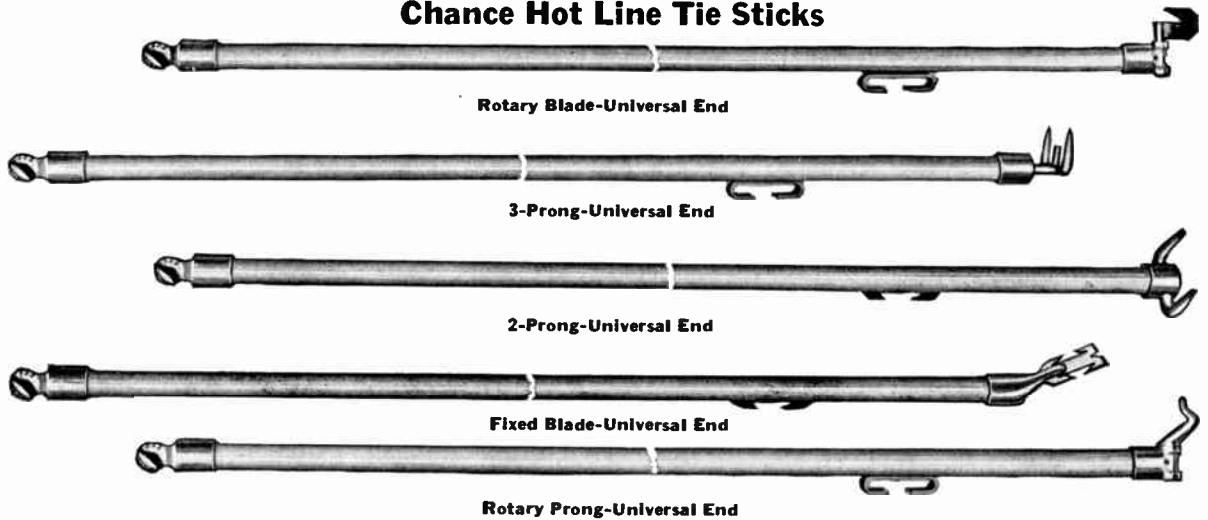 Chance Hot Line Tie Sticks
Rotary Blade-Universal End
3-Prong-Universal End
2-Prong-Universal End
Fixed Blade-Universal End
Rotary Prong-Universal End